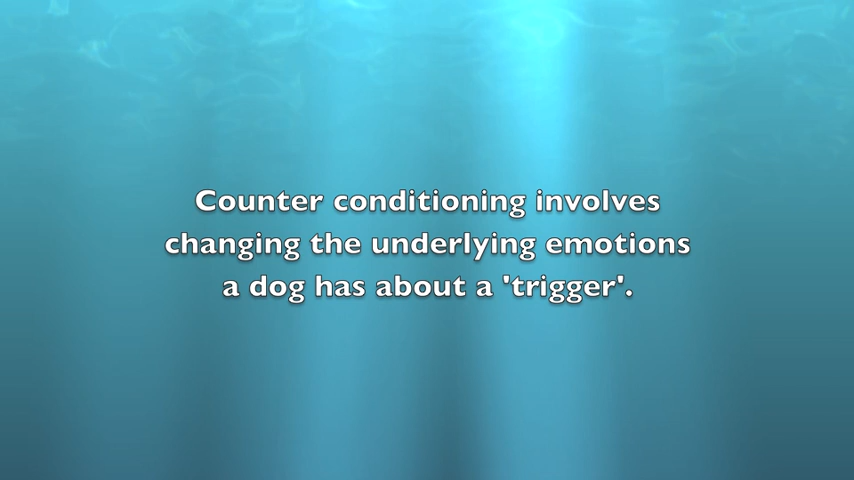 Counter conditioning involves
changing the underlying emotions
a dog has about a 'trigger'.